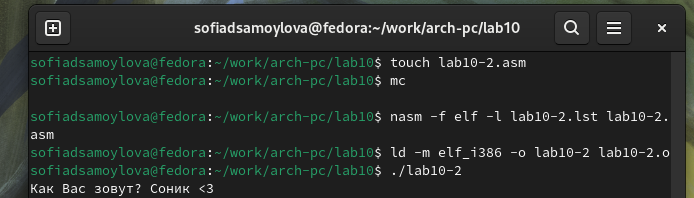 sofiadsamoylova@fedora:~/work/arch-pc/lab10
sofiadsamoylova@fedora:~/work/arch-pc/lab10$ touch lab10-2.asm
sofiadsamoylova@fedora:~/work/arch-pc/lab10$ mc
sofiadsamoylova@fedora:~/work/arch-pc/lab10$ nasm -f elf -l lab10-2.lst lab10-2.
asm
sofiadsamoylova@fedora:~/work/arch-pc/lab10$ ld -m elf_i386 -o lab10-2 lab10-2.o
sofiadsamoylova@fedora:~/work/arch-pc/lab10$ ./lab10-2
Как Вас зовут? Соник <3